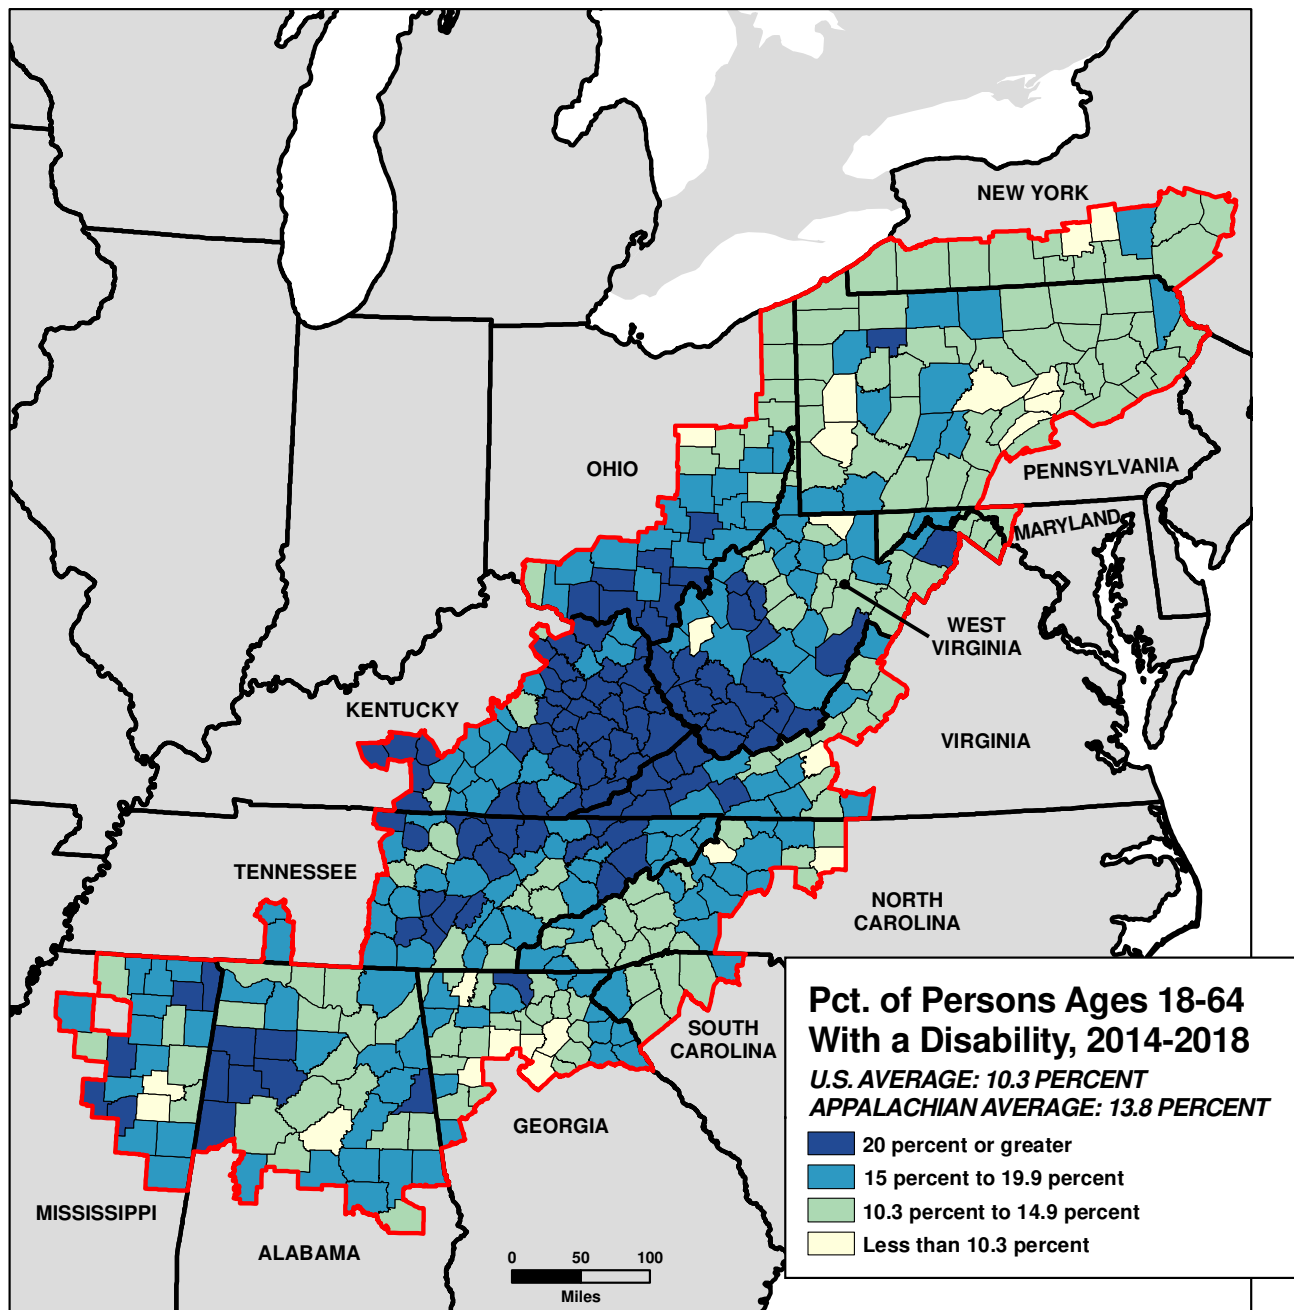 NEW YORK
OHIO
PENNSYLVANIA
MARYLAND
WEST
VIRGINIA
KENTUCKY
VIRGINIA
TENNESSEE
NORTH
CAROLINA
SOUTH
CAROLINA
GEORGIA
MISSISSIPPI
ALABAMA
0 50 100
Miles
Pct. of Persons Ages 18-64
With a Disability, 2014-2018
U.S. AVERAGE: 10.3 PERCENT
APPALACHIAN AVERAGE: 13.8 PERCENT
20 percent or greater
15 percent to 19.9 percent
10.3 percent to 14.9 percent
Less than 10.3 percent